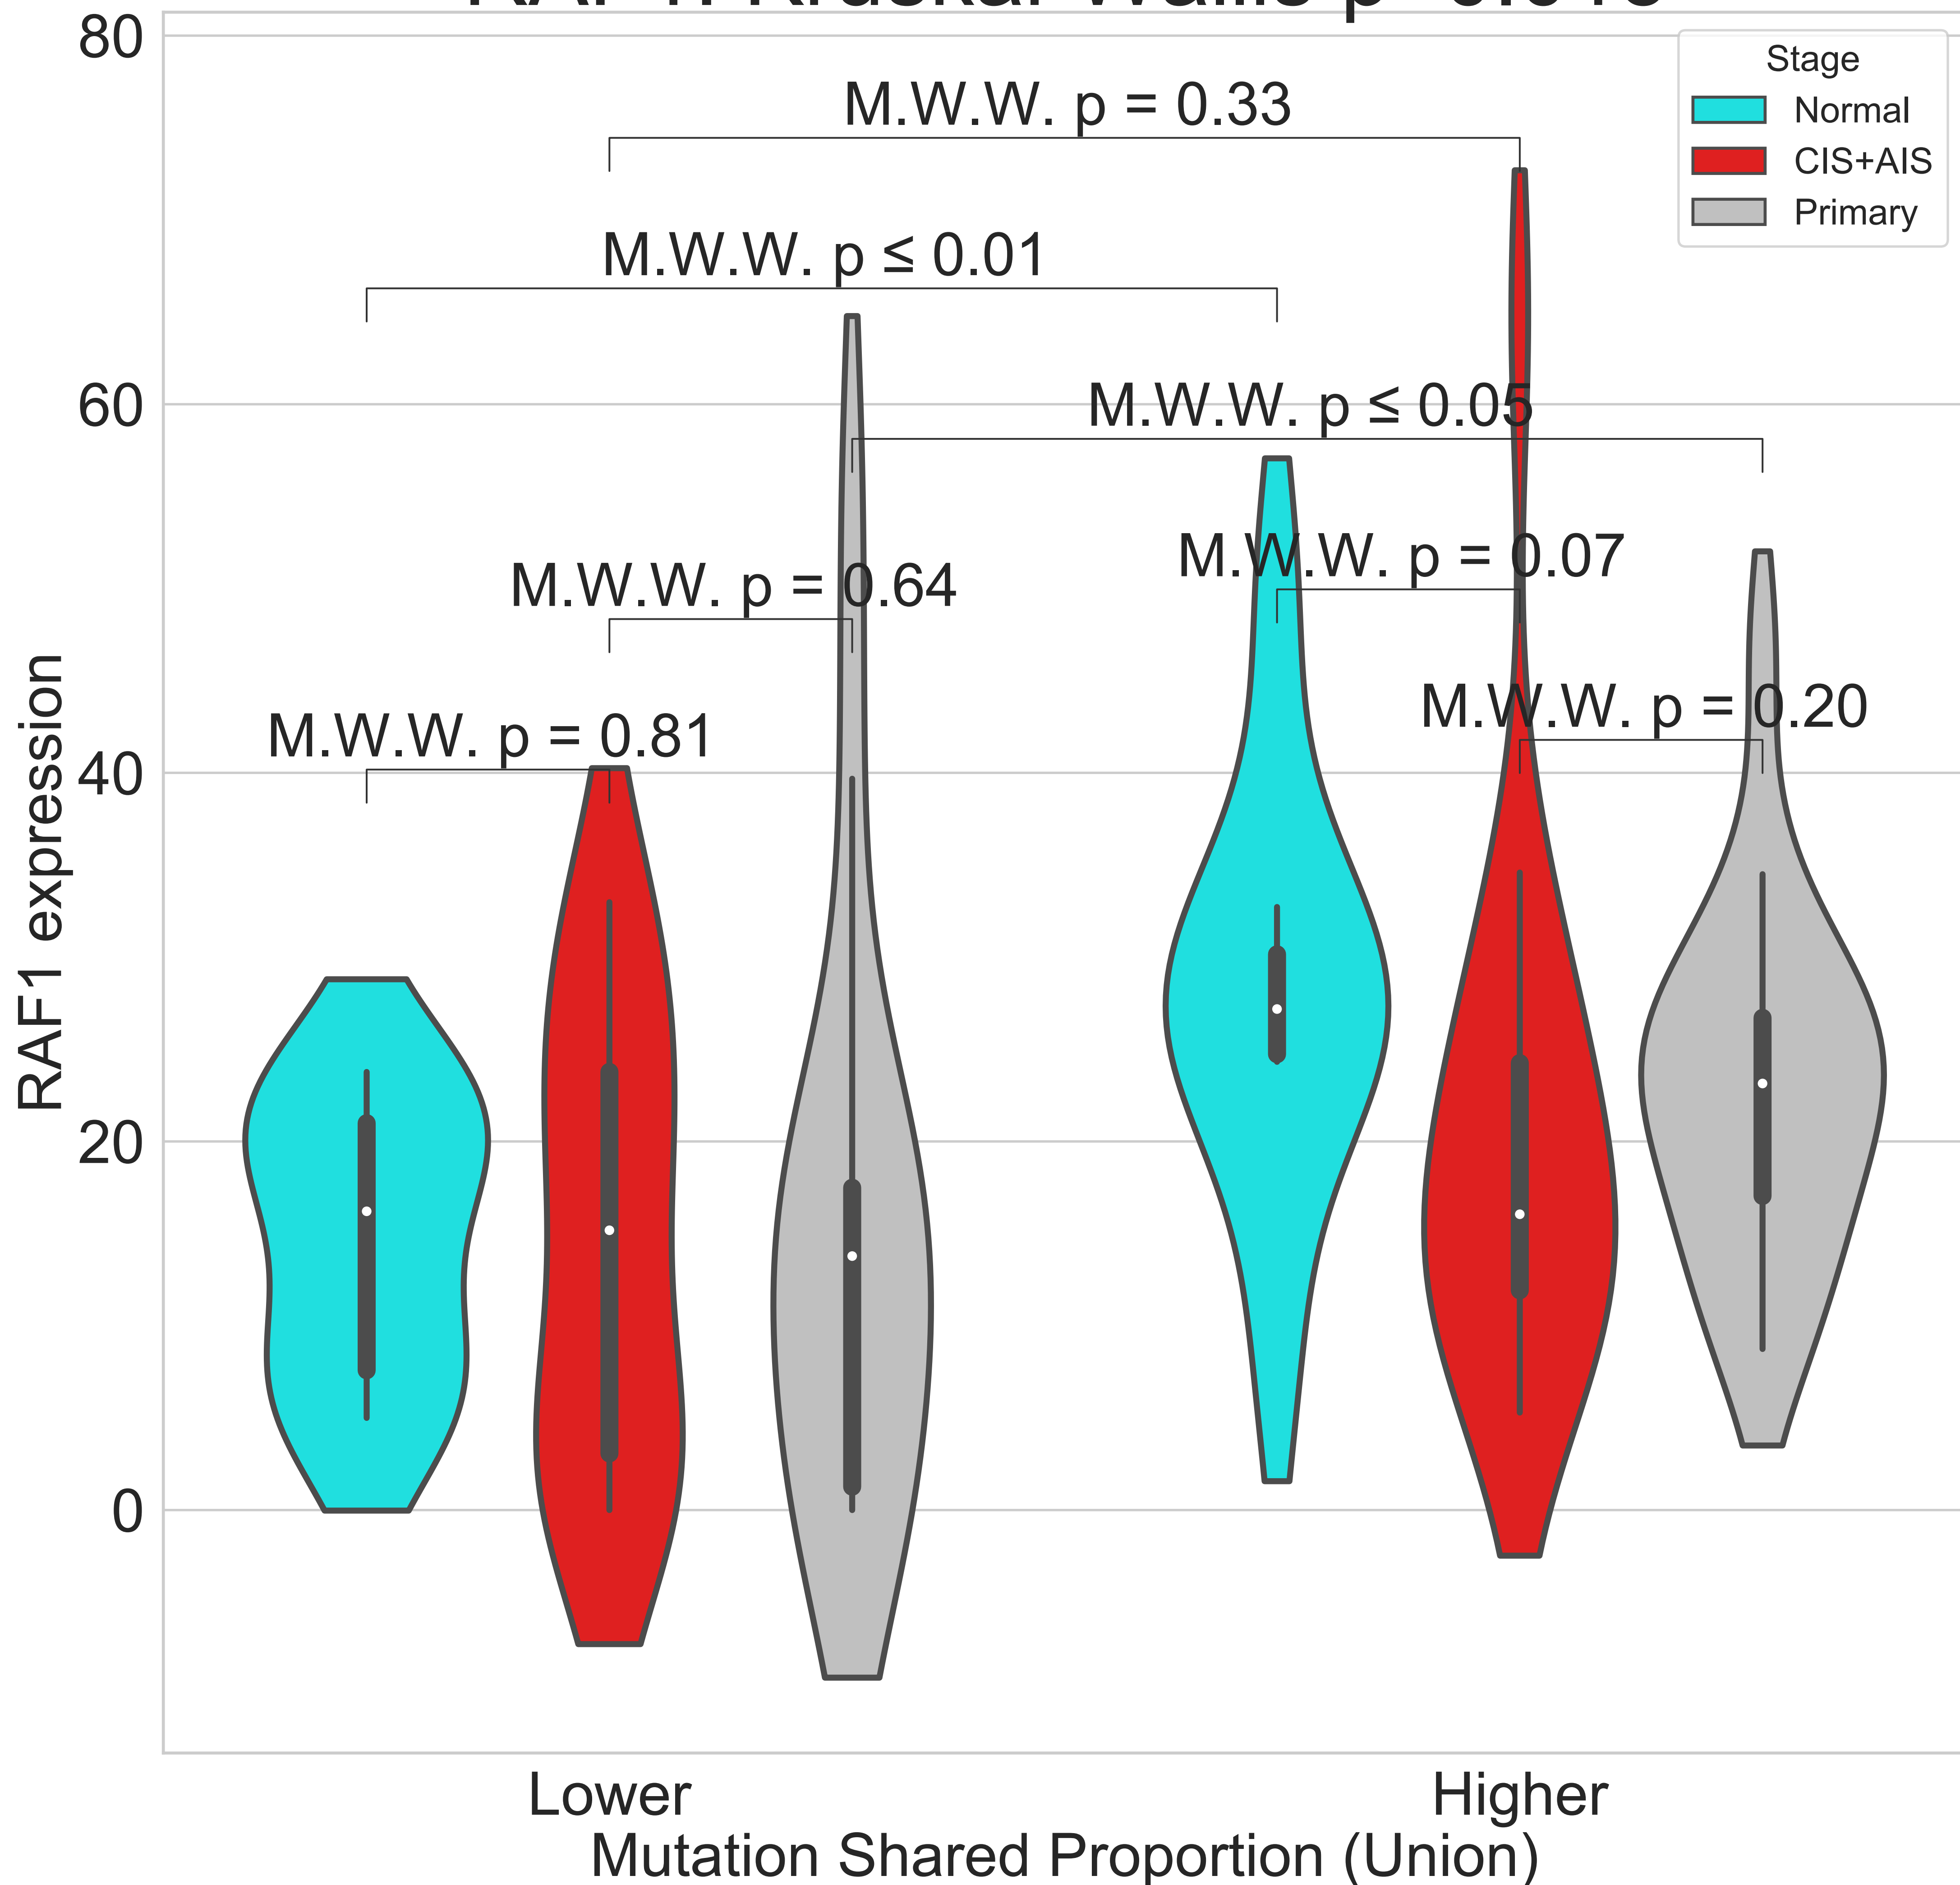 80
Stage
Normal
CIS+AIS
Primary
M.W.W. p = 0.33
M.W.W. p ≤ 0.01
60
M.W.W. p ≤ 0.05
M.W.W. p = 0.07
M.W.W. p = 0.64
M.W.W. p = 0.20
M.W.W. p = 0.81
40
20
0
RAF1 expression
Lower
Higher
Mutation Shared Proportion (Union)